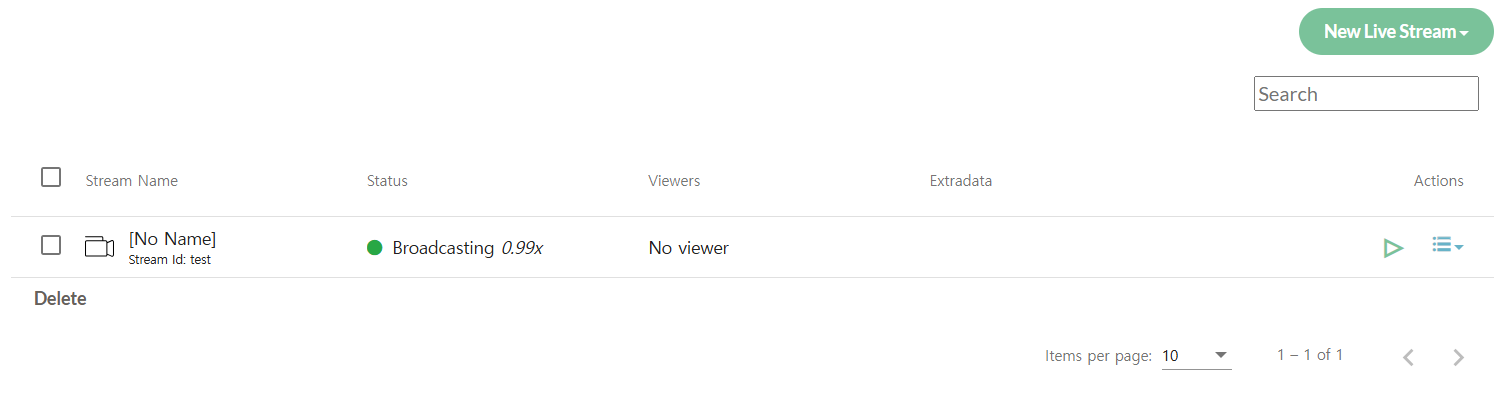 New Live Stream
Search
Stream Name Status Viewers Extradata Actions
[No Name]
Stream Id: test
Broadcasting 0.99x No viewer
Delete
Items per page: 10 1 – 1 of 1